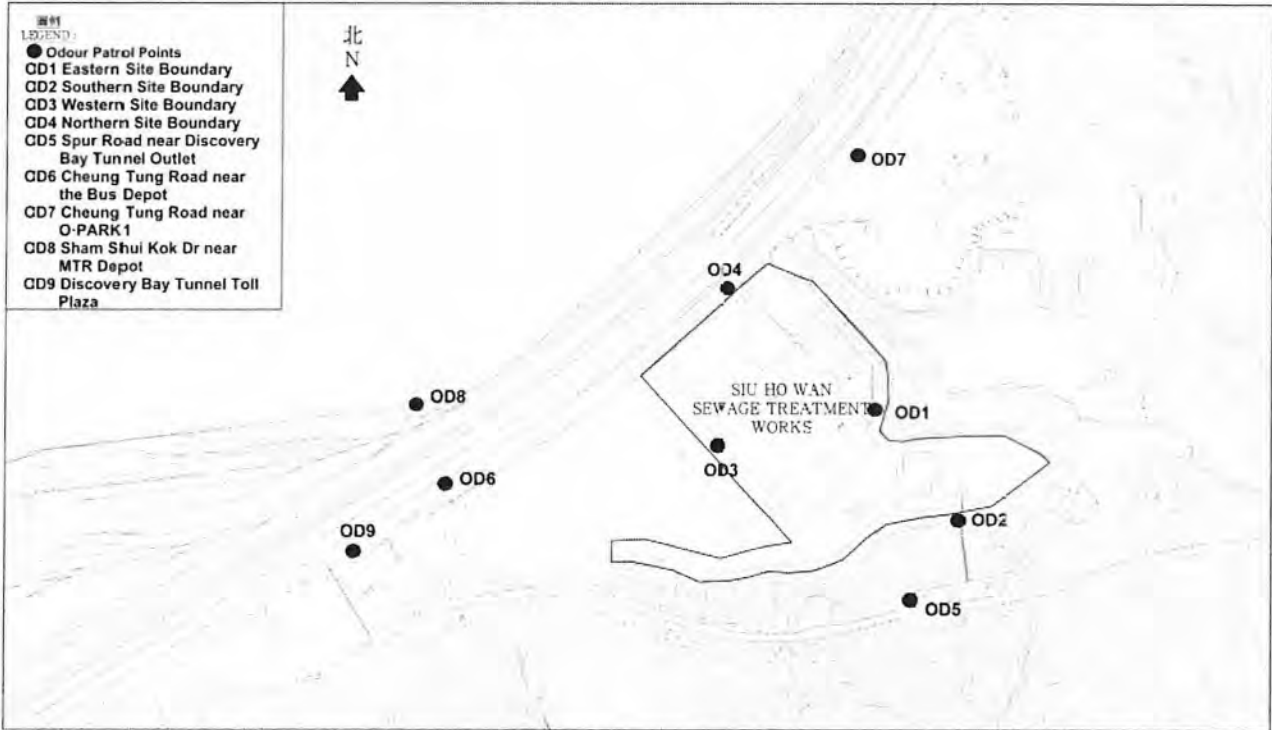 圖例
LEGEND:
Odour Patrol Points
OD1 Eastern Site Boundary
OD2 Southern Site Boundary
OD3 Western Site Boundary
OD4 Northern Site Boundary
OD5 Spur Road near Discovery
Bay Tunnel Outlet
OD6 Cheung Tung Road near
the Bus Depot
OD7 Cheung Tung Road near
O-PARK1
OD8 Sham Shui Kok Dr near
MTR Depot
OD9 Discovery Bay Tunnel Toll
Plaza
北
N
OD7
OD4
SIU HO WAN
SEWAGE TREATMENT
WORKS
OD8
OD1
OD3
OD6
OD2
OD9
OD5